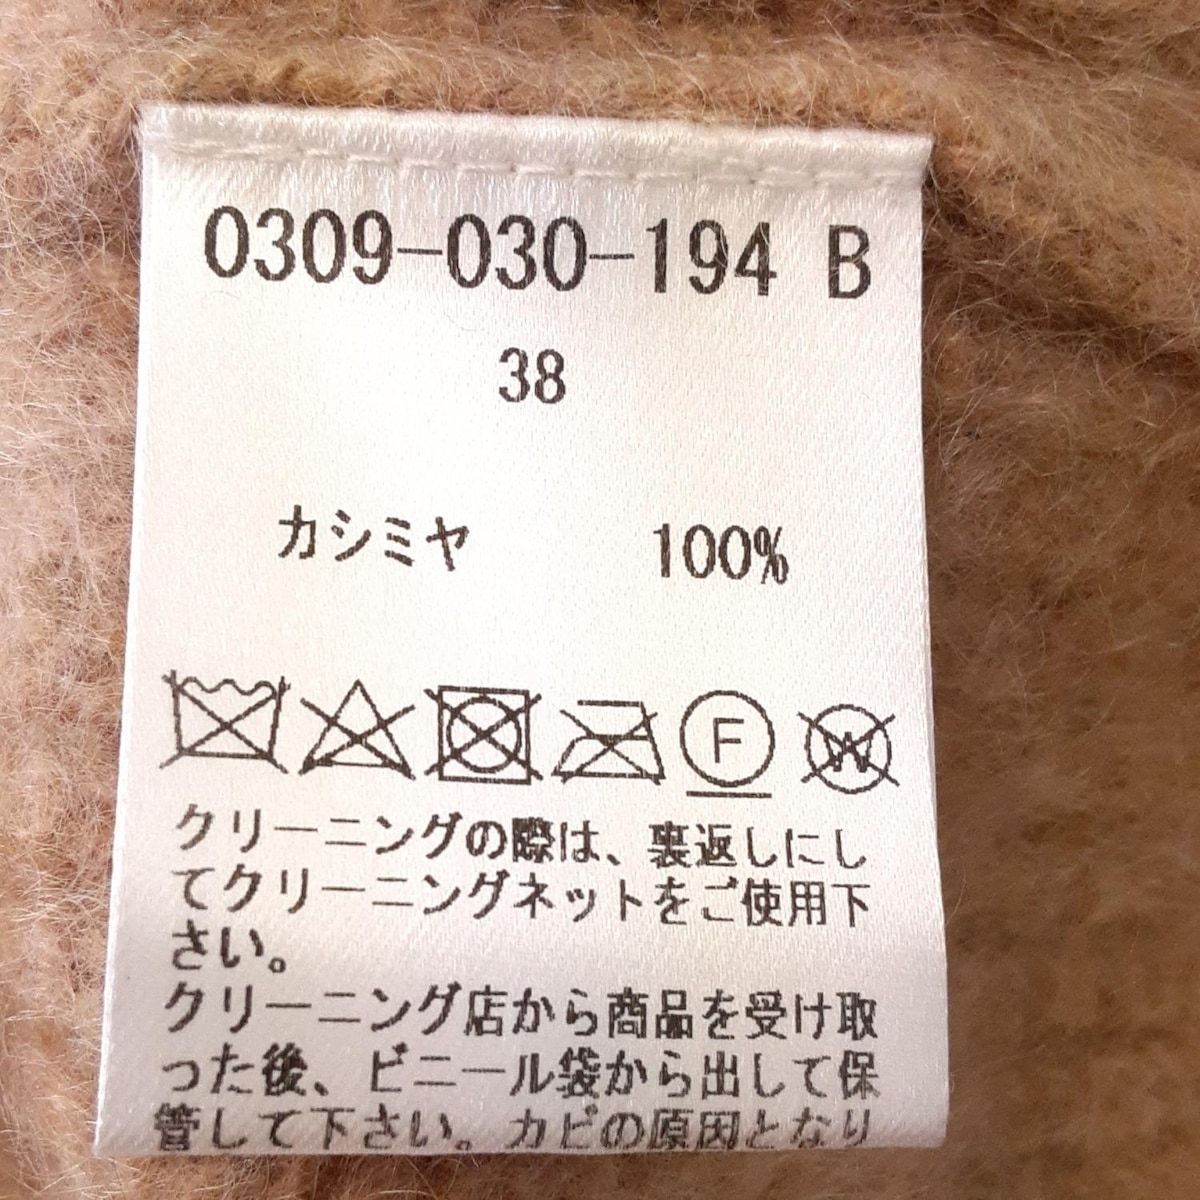 0309-030-194 B
38
カシミヤ 100%
F W
クリーニングの際は、裏返しにし
てクリーニングネットをご使用下
さい。
クリーニング店から商品を受け取
った後、ビニール袋から出して保
管して下さい。カビの原因となり